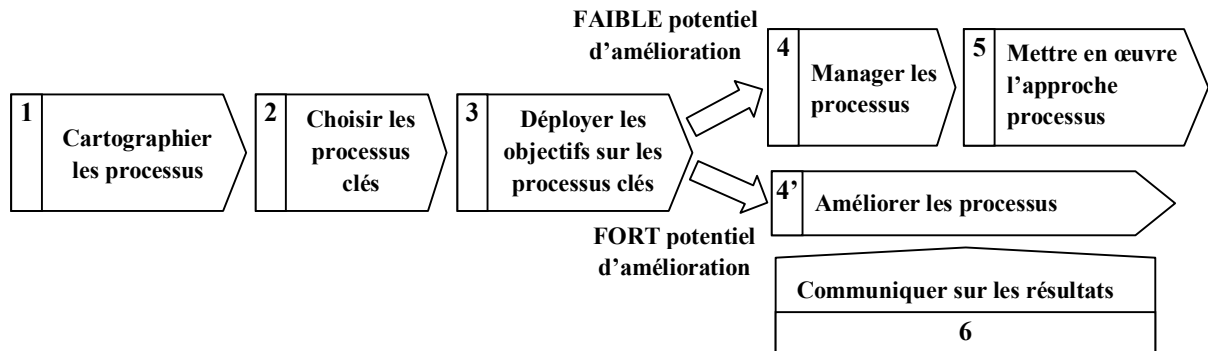 1
Cartographier
les processus
2
Choisir les
processus
clés
3
Déployer les
objectifs sur les
processus clés
FAIBLE potentiel
d’amélioration
4
Manager les
processus
5
Mettre en œuvre
l’approche
processus
FORT potentiel
d’amélioration
4’
Améliorer les processus
Communiquer sur les résultats
6